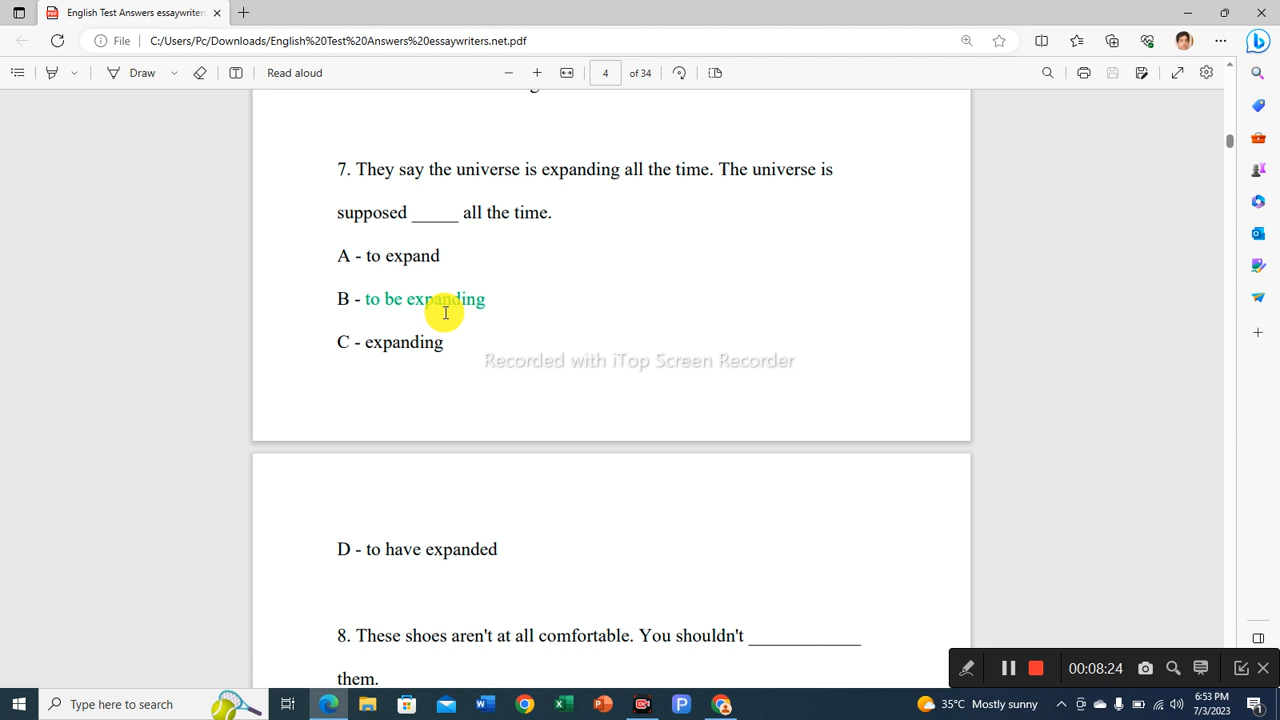 English Test Answers essaywriter
File
C:/Users/Pc/Downloads/English%20Test%20Answers%20essaywriters.net.pdf
Draw
Read aloud
4
of 34
7. They say the universe is expanding all the time. The universe is
supposed _____ all the time.
A - to expand
B - to be expanding
C - expanding
Recorded with iTop Screen Recorder
D - to have expanded
8. These shoes aren't at all comfortable. You shouldn't ____________
them.
00:08:24
Type here to search
35°C Mostly sunny
6:53 PM
7/3/2023
1